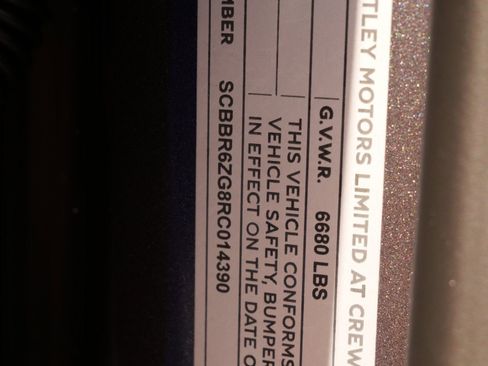 TLEY MOTORS LIMITED AT CREW
G.V.W.R. 6680 LBS
THIS VEHICLE CONFORMS
VEHICLE SAFETY, BUMPER
IN EFFECT ON THE DATE O
MBER SCBBR6ZG8RC014390